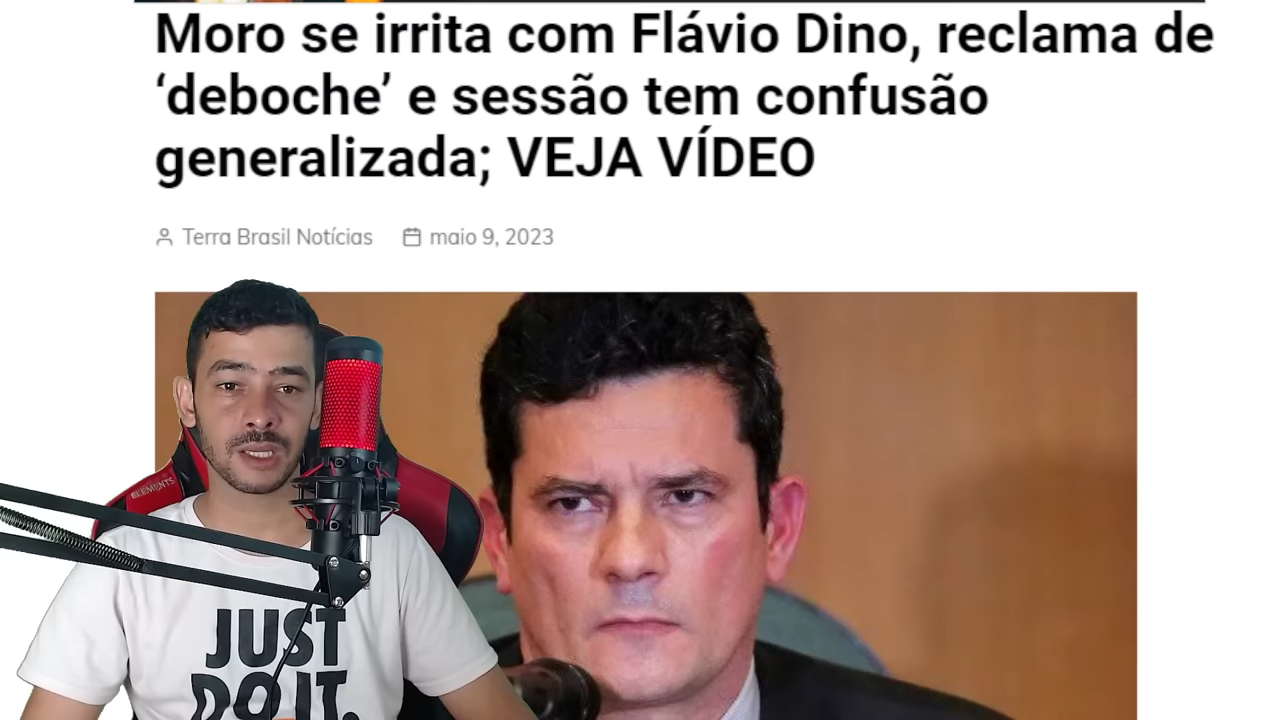 Moro se irrita com Flávio Dino, reclama de
‘deboche’ e sessão tem confusão
generalizada; VEJA VÍDEO
Terra Brasil Notícias maio 9, 2023
ELEMENTS
JUST
DO IT.